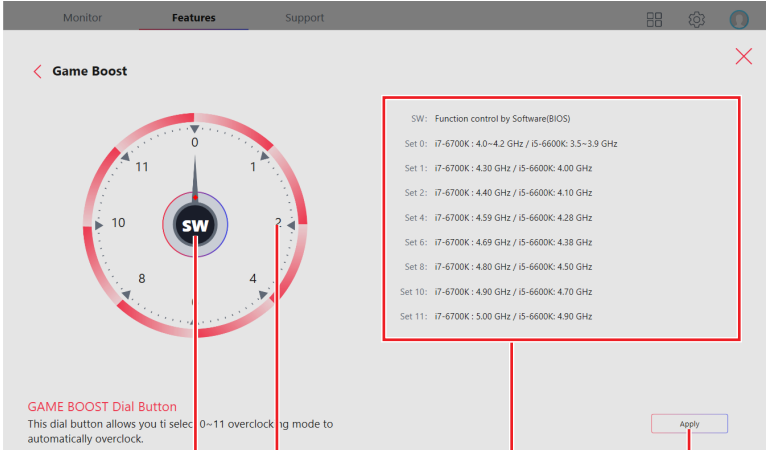 Monitor Features Support
Game Boost
0
11 1
10 SW 2
8 4
SW: Function control by Software(BIOS)
Set 0: i7-6700K : 4.0~4.2 GHz / i5-6600K: 3.5~3.9 GHz
Set 1: i7-6700K : 4.30 GHz / i5-6600K: 4.00 GHz
Set 2: i7-6700K : 4.40 GHz / i5-6600K: 4.10 GHz
Set 4: i7-6700K : 4.59 GHz / i5-6600K: 4.28 GHz
Set 6: i7-6700K : 4.69 GHz / i5-6600K: 4.38 GHz
Set 8: i7-6700K : 4.80 GHz / i5-6600K: 4.50 GHz
Set 10: i7-6700K : 4.90 GHz / i5-6600K: 4.70 GHz
Set 11: i7-6700K : 5.00 GHz / i5-6600K: 4.90 GHz
GAME BOOST Dial Button
This dial button allows you ti select 0~11 overclocking mode to
automatically overclock.
Apply